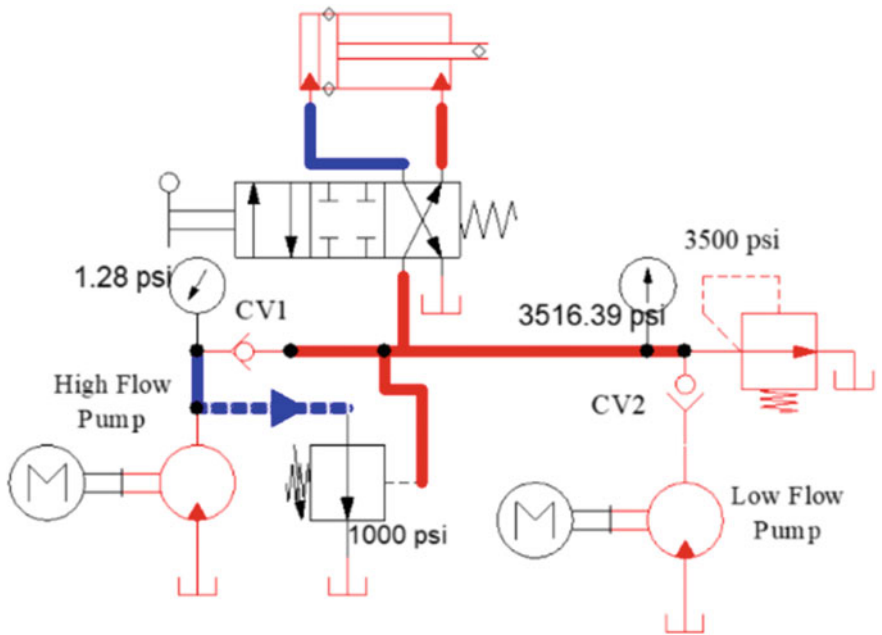 3500 psi
1.28 psi
CV1
3516.39 psi
High Flow
Pump
CV2
M
1000 psi
M
Low Flow
Pump